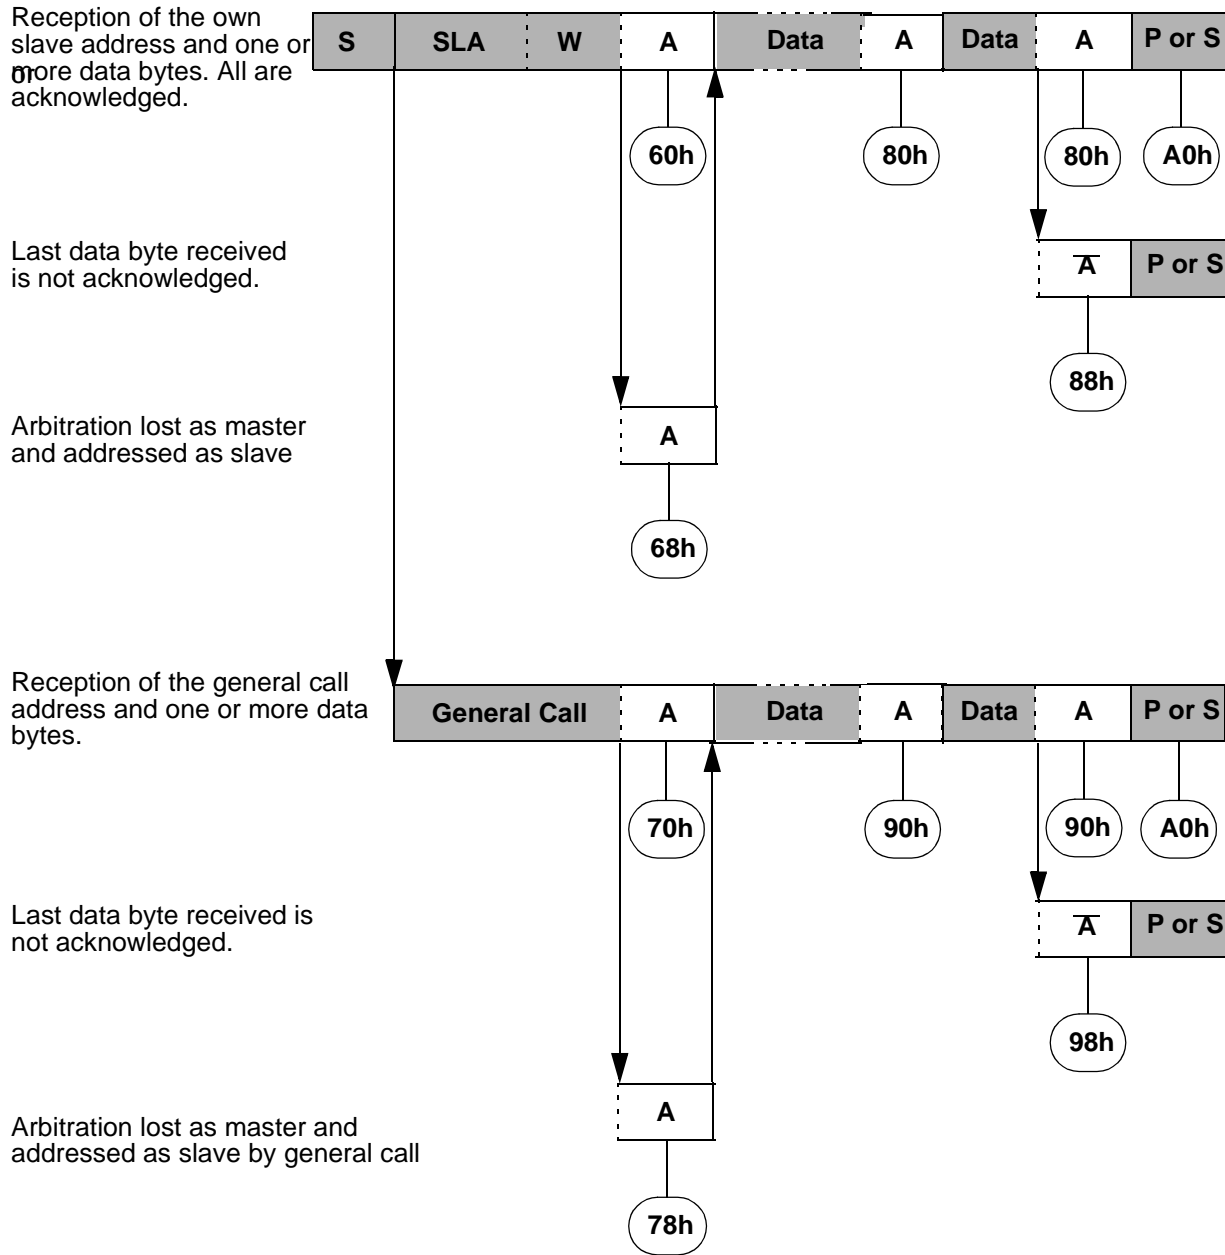 Reception of the own
slave address and one or
or
more data bytes. All are
acknowledged.
S SLA W A Data A Data A P or S
60h 80h 80h A0h
Last data byte received
is not acknowledged.
A P or S
88h
Arbitration lost as master
and addressed as slave
A
68h
Reception of the general call
address and one or more data
bytes.
General Call A Data A Data A P or S
70h 90h 90h A0h
Last data byte received is
not acknowledged.
A P or S
98h
Arbitration lost as master and
addressed as slave by general call
A
78h